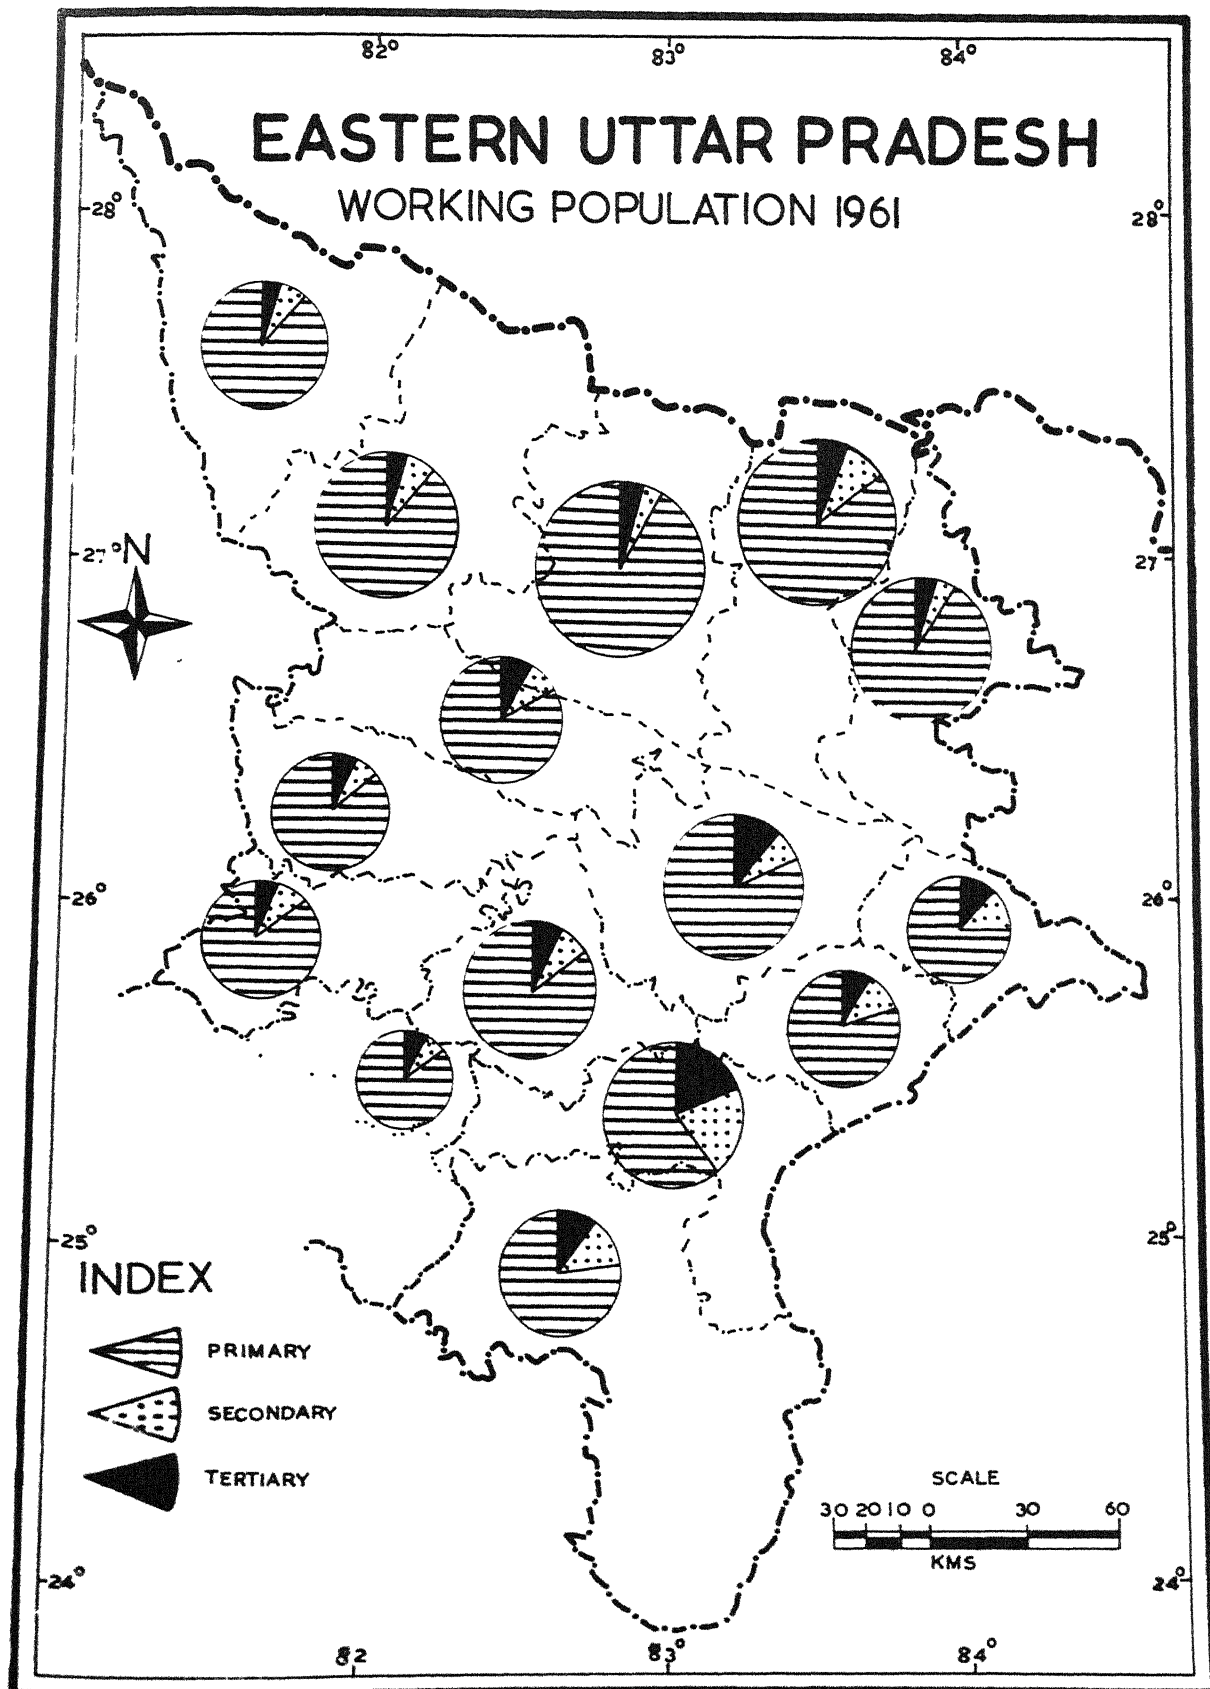 82° 83° 84°
EASTERN UTTAR PRADESH
WORKING POPULATION 1961
28° 28°
27° N 27
26° 26°
25° 25°
INDEX
PRIMARY
SECONDARY
TERTIARY
SCALE
30 20 10 0 30 60
KMS
24° 24°
82 83° 84°